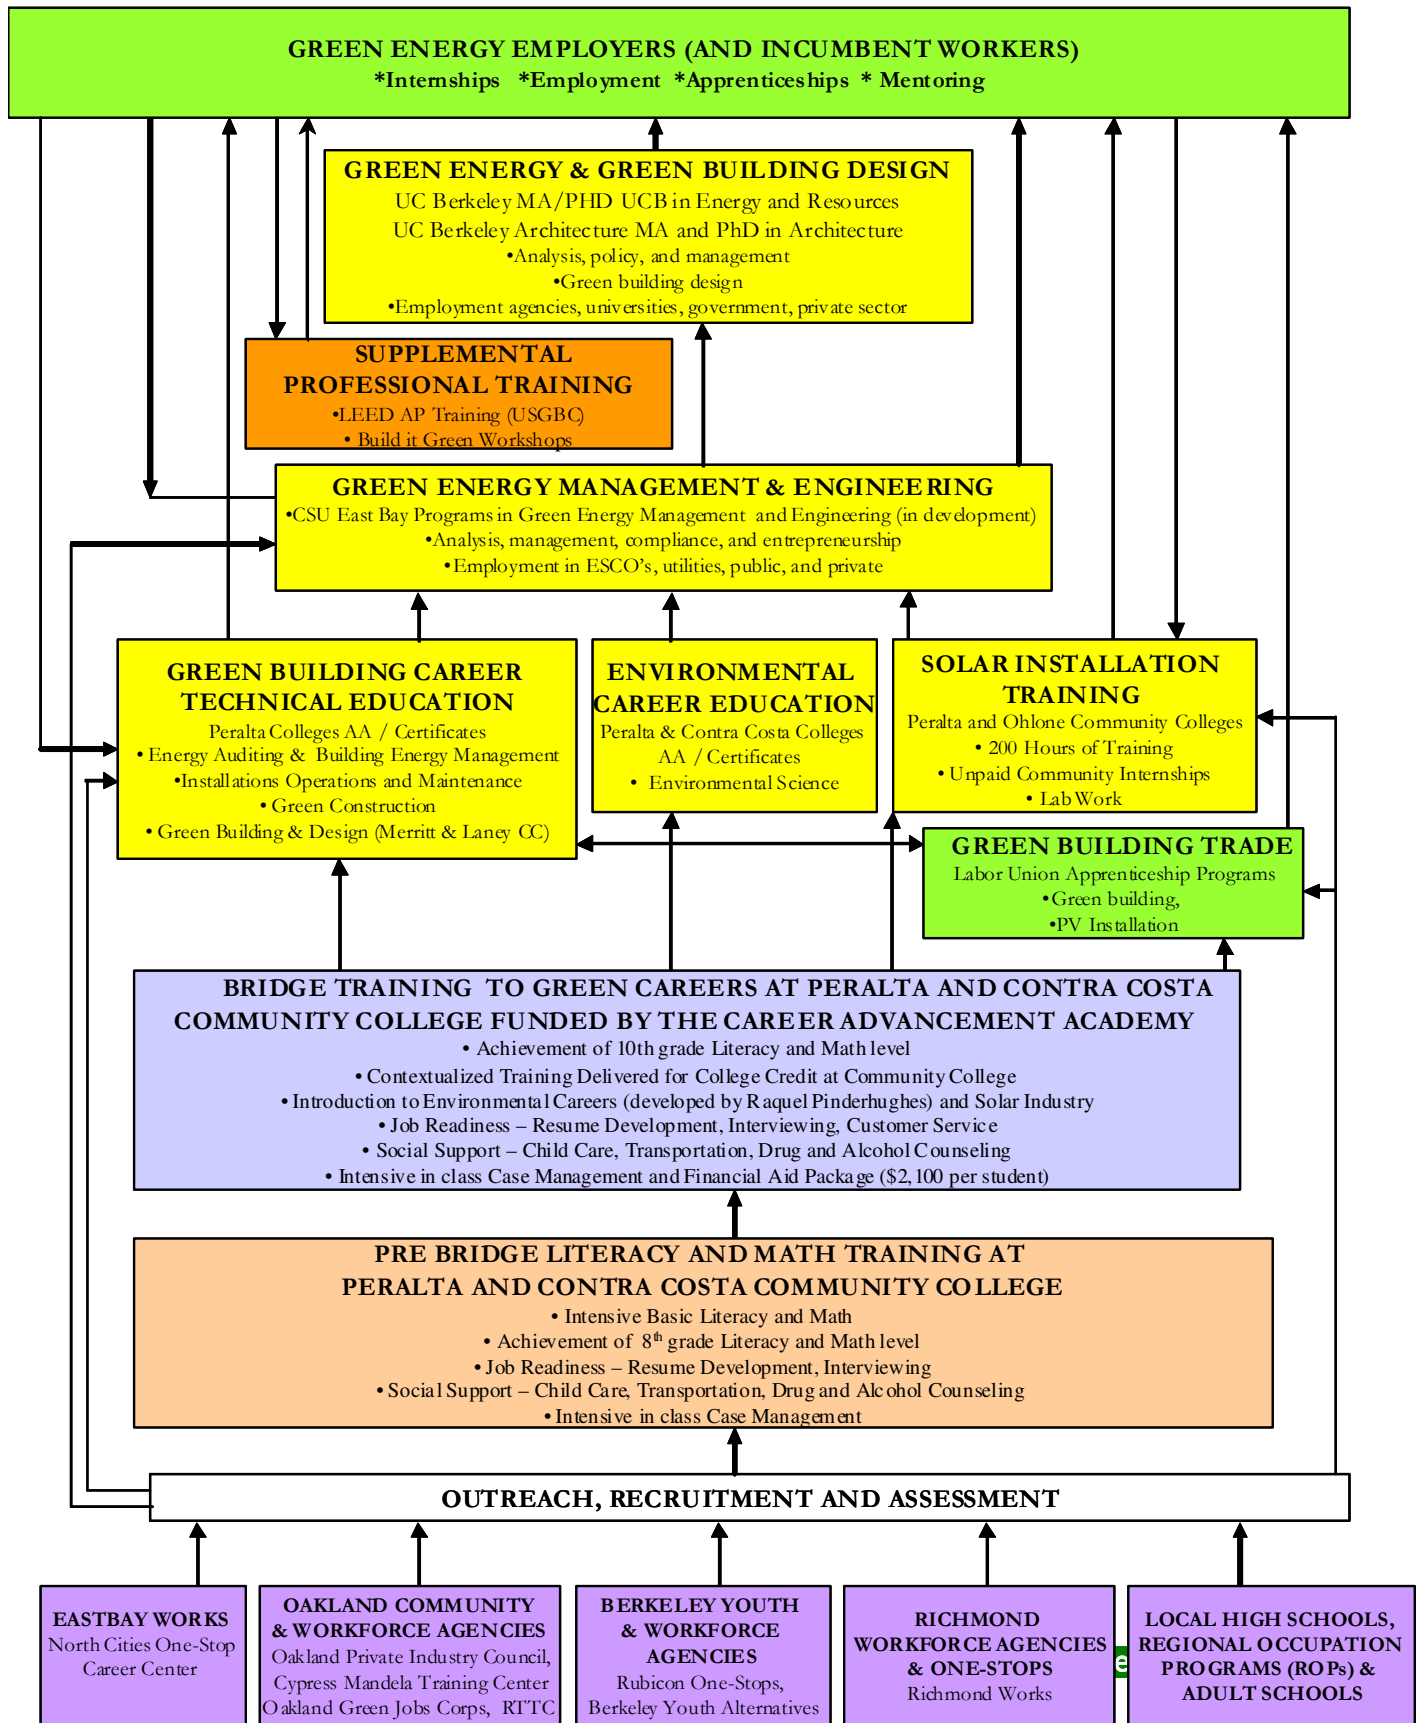 GREEN ENERGY EMPLOYERS (AND INCUMBENT WORKERS)
*Internships *Employment *Apprenticeships * Mentoring
GREEN ENERGY & GREEN BUILDING DESIGN
UC Berkeley MA/PHD UCB in Energy and Resources
UC Berkeley Architecture MA and PhD in Architecture
•Analysis, policy, and management
•Green building design
•Employment agencies, universities, government, private sector
SUPPLEMENTAL
PROFESSIONAL TRAINING
•LEED AP Training (USGBC)
• Build it Green Workshops
GREEN ENERGY MANAGEMENT & ENGINEERING
•CSU East Bay Programs in Green Energy Management and Engineering (in development)
•Analysis, management, compliance, and entrepreneurship
•Employment in ESCO's, utilities, public, and private
GREEN BUILDING CAREER
TECHNICAL EDUCATION
Peralta Colleges AA / Certificates
• Energy Auditing & Building Energy Management
•Installations Operations and Maintenance
• Green Construction
• Green Building & Design (Merritt & Laney CC)
ENVIRONMENTAL
CAREER EDUCATION
Peralta & Contra Costa Colleges
AA / Certificates
• Environmental Science
SOLAR INSTALLATION
TRAINING
Peralta and Ohlone Community Colleges
• 200 Hours of Training
• Unpaid Community Internships
• Lab Work
GREEN BUILDING TRADE
Labor Union Apprenticeship Programs
•Green building,
•PV Installation
BRIDGE TRAINING TO GREEN CAREERS AT PERALTA AND CONTRA COSTA
COMMUNITY COLLEGE FUNDED BY THE CAREER ADVANCEMENT ACADEMY
• Achievement of 10th grade Literacy and Math level
• Contextualized Training Delivered for College Credit at Community College
• Introduction to Environmental Careers (developed by Raquel Pinderhughes) and Solar Industry
• Job Readiness – Resume Development, Interviewing, Customer Service
• Social Support – Child Care, Transportation, Drug and Alcohol Counseling
• Intensive in class Case Management and Financial Aid Package ($2,100 per student)
PRE BRIDGE LITERACY AND MATH TRAINING AT
PERALTA AND CONTRA COSTA COMMUNITY COLLEGE
• Intensive Basic Literacy and Math
• Achievement of 8th grade Literacy and Math level
• Job Readiness – Resume Development, Interviewing
• Social Support – Child Care, Transportation, Drug and Alcohol Counseling
• Intensive in class Case Management
OUTREACH, RECRUITMENT AND ASSESSMENT
EASTBAY WORKS
North Cities One-Stop
Career Center
OAKLAND COMMUNITY
& WORKFORCE AGENCIES
Oakland Private Industry Council,
Cypress Mandela Training Center
Oakland Green Jobs Corps, RTTC
BERKELEY YOUTH
& WORKFORCE
AGENCIES
Rubicon One-Stops,
Berkeley Youth Alternatives
RICHMOND
WORKFORCE AGENCIES
& ONE-STOPS
Richmond Works
e
LOCAL HIGH SCHOOLS,
REGIONAL OCCUPATION
PROGRAMS (ROPs) &
ADULT SCHOOLS